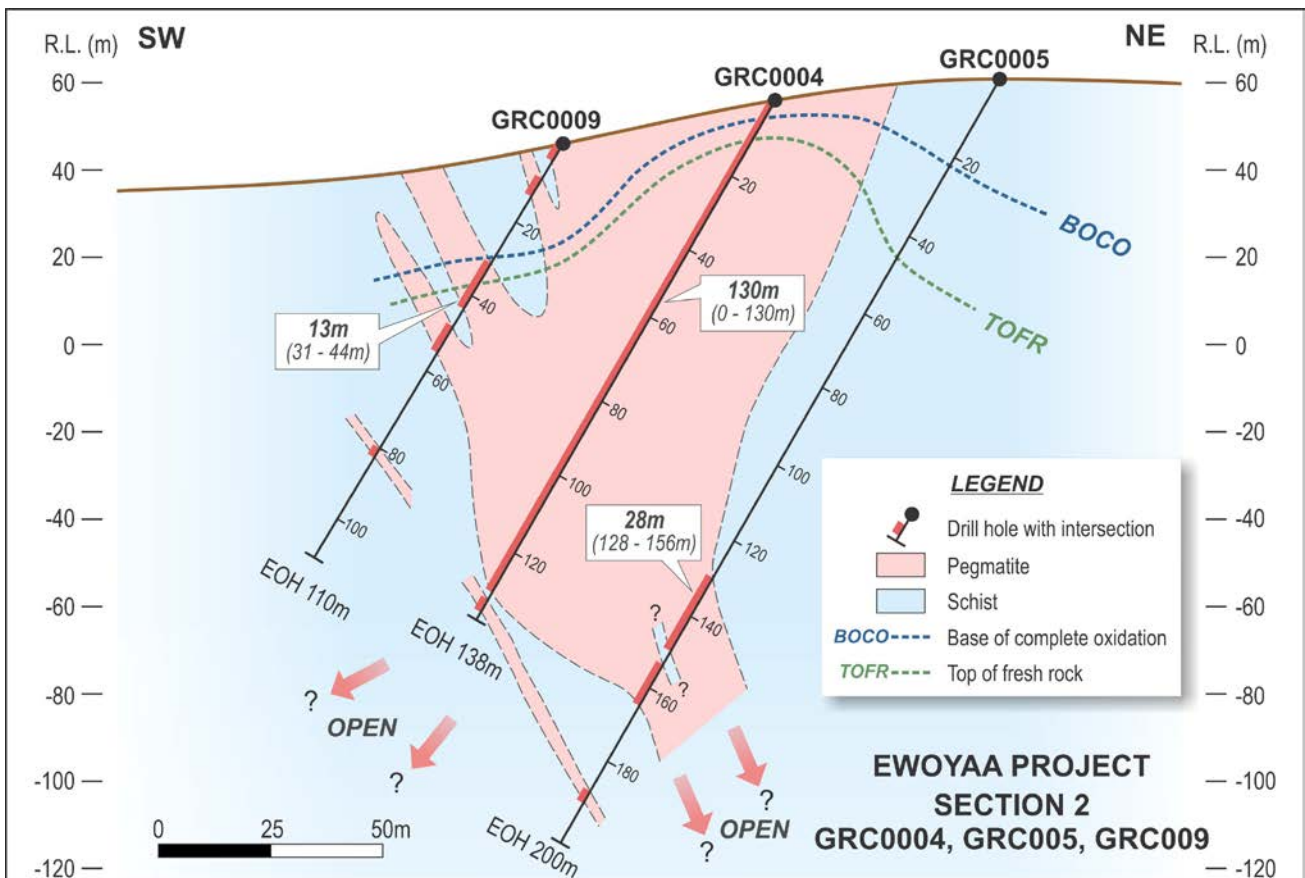 R.L. (m) SW NE R.L. (m)
60 60
40 40
20 20
0 0
-20 -20
-40 -40
-60 -60
-80 -80
-100 -100
-120 -120
GRC0009
20
40
60
80
100
EOH 110m
13m
(31 - 44m)
GRC0004
20
40
60
80
100
120
EOH 138m
130m
(0 - 130m)
GRC0005
20
40
60
80
100
120
140
160
180
EOH 200m
28m
(128 - 156m)
?
?
BOCO
TOFR
LEGEND
Drill hole with intersection
Pegmatite
Schist
BOCO Base of complete oxidation
TOFR Top of fresh rock
?
OPEN
?
?
OPEN
?
0 25 50m
EWOYAA PROJECT
SECTION 2
GRC0004, GRC005, GRC009